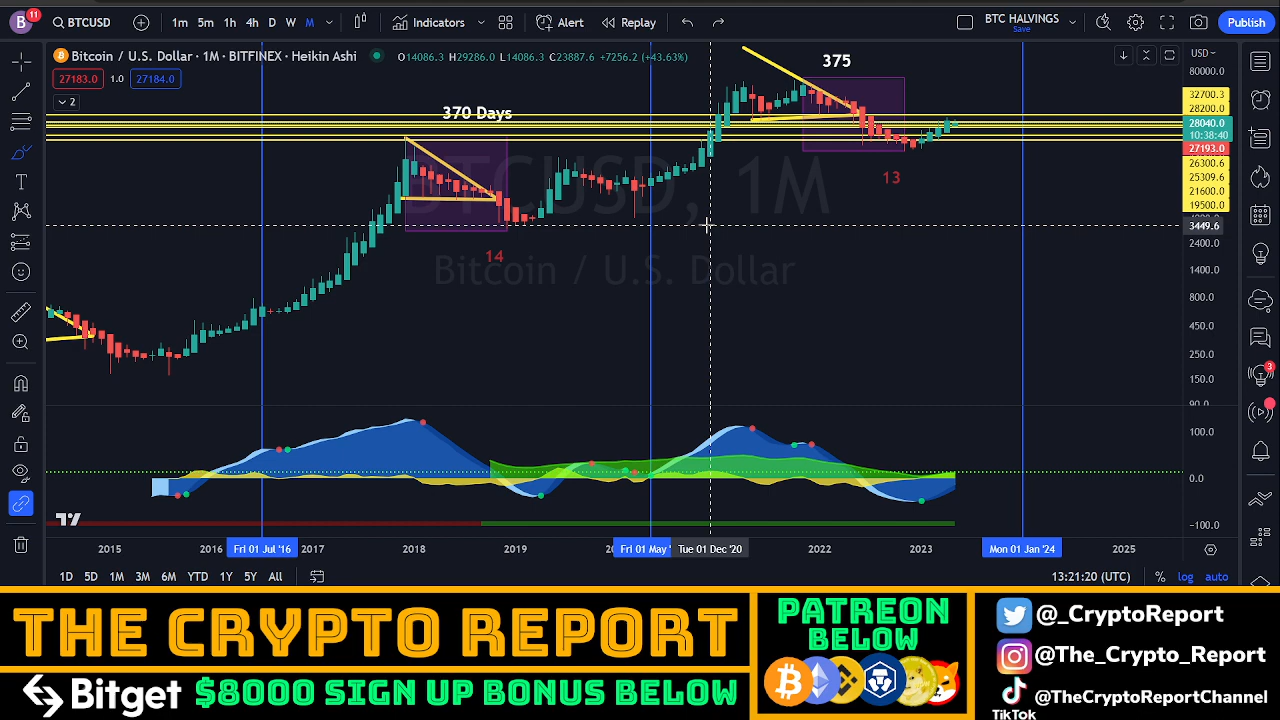 B
11
BTCUSD
1m 5m 1h 4h D W M
Indicators
Alert
Replay
BTC HALVINGS
Save
Publish
Bitcoin / U.S. Dollar · 1M · BITFINEX · Heikin Ashi
O14086.3 H29286.0 L14086.3 C23887.6 +7256.2 (+43.63%)
27183.0 1.0 27184.0
2
USD
370 Days
375
14
13
BTCUSD, 1M
Bitcoin / U.S. Dollar
80000.0
32700.3
28200.0
28040.0
10:38:40
27193.0
26300.6
25309.6
21600.0
19500.0
3449.6
2400.0
1400.0
800.0
450.0
250.0
150.0
90.0
100.0
0.0
−100.0
3
2015 2016 Fri 01 Jul '16 2017 2018 2019 Fri 01 May Tue 01 Dec '20 2022 2023 Mon 01 Jan '24 2025
1D 5D 1M 3M 6M YTD 1Y 5Y All
13:21:20 (UTC) % log auto
THE CRYPTO REPORT
Bitget $8000 SIGN UP BONUS BELOW
PATREON
BELOW
@_CryptoReport
@The_Crypto_Report
@TheCryptoReportChannel
TikTok